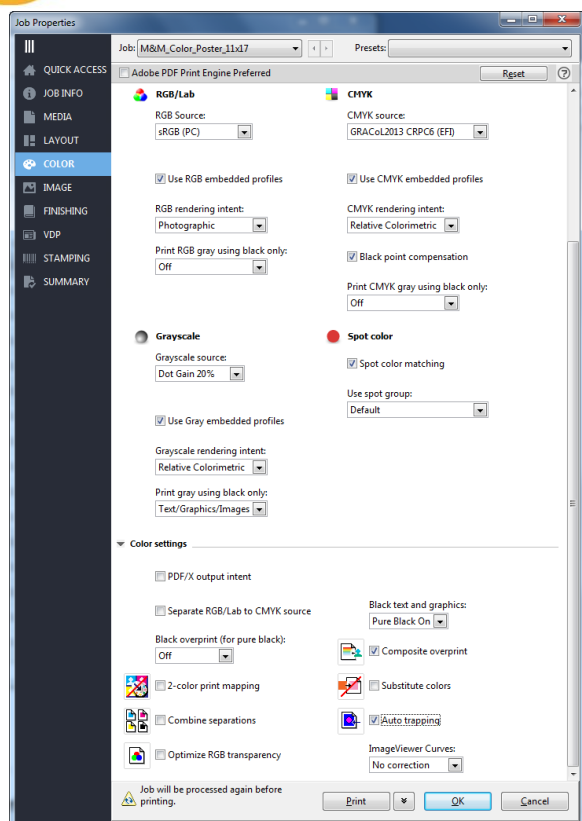 Job Properties
Job: M&M_Color_Poster_11x17 Presets:
QUICK ACCESS
JOB INFO
MEDIA
LAYOUT
COLOR
IMAGE
FINISHING
VDP
STAMPING
SUMMARY
Adobe PDF Print Engine Preferred Reset ?
RGB/Lab
RGB Source:
sRGB (PC)
Use RGB embedded profiles
RGB rendering intent:
Photographic
Print RGB gray using black only:
Off
CMYK
CMYK source:
GRACoL2013 CRPC6 (EFI)
Use CMYK embedded profiles
CMYK rendering intent:
Relative Colorimetric
Black point compensation
Print CMYK gray using black only:
Off
Grayscale
Grayscale source:
Dot Gain 20%
Use Gray embedded profiles
Grayscale rendering intent:
Relative Colorimetric
Print gray using black only:
Text/Graphics/Images
Spot color
Spot color matching
Use spot group:
Default
Color settings
PDF/X output intent
Separate RGB/Lab to CMYK source
Black overprint (for pure black):
Off
2-color print mapping
Combine separations
Optimize RGB transparency
Black text and graphics:
Pure Black On
Composite overprint
Substitute colors
Auto trapping
ImageViewer Curves:
No correction
Job will be processed again before
printing.
Print OK Cancel